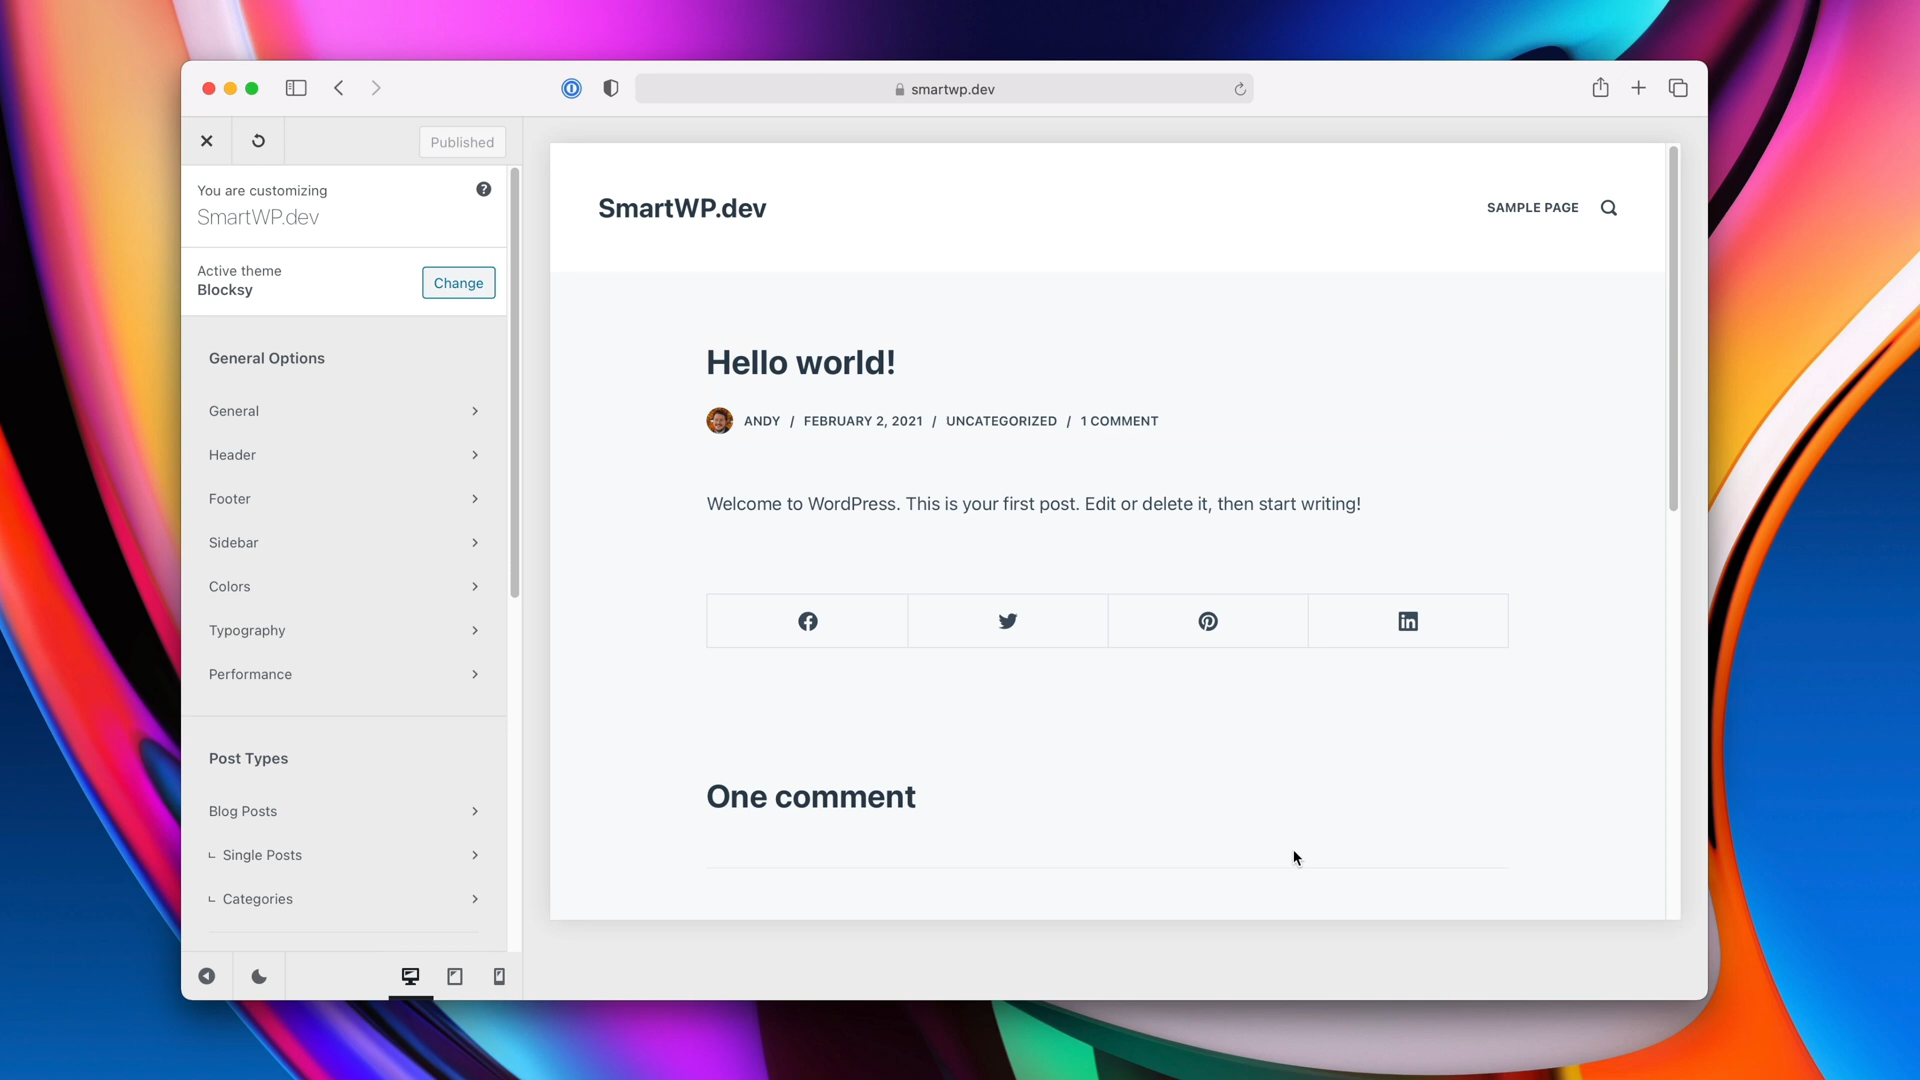 smartwp.dev
Published
You are customizing
SmartWP.dev
Active theme
Blocksy
Change
General Options
General
Header
Footer
Sidebar
Colors
Typography
Performance
Post Types
Blog Posts
Single Posts
Categories
SmartWP.dev
SAMPLE PAGE
Hello world!
ANDY / FEBRUARY 2, 2021 / UNCATEGORIZED / 1 COMMENT
Welcome to WordPress. This is your first post. Edit or delete it, then start writing!
One comment